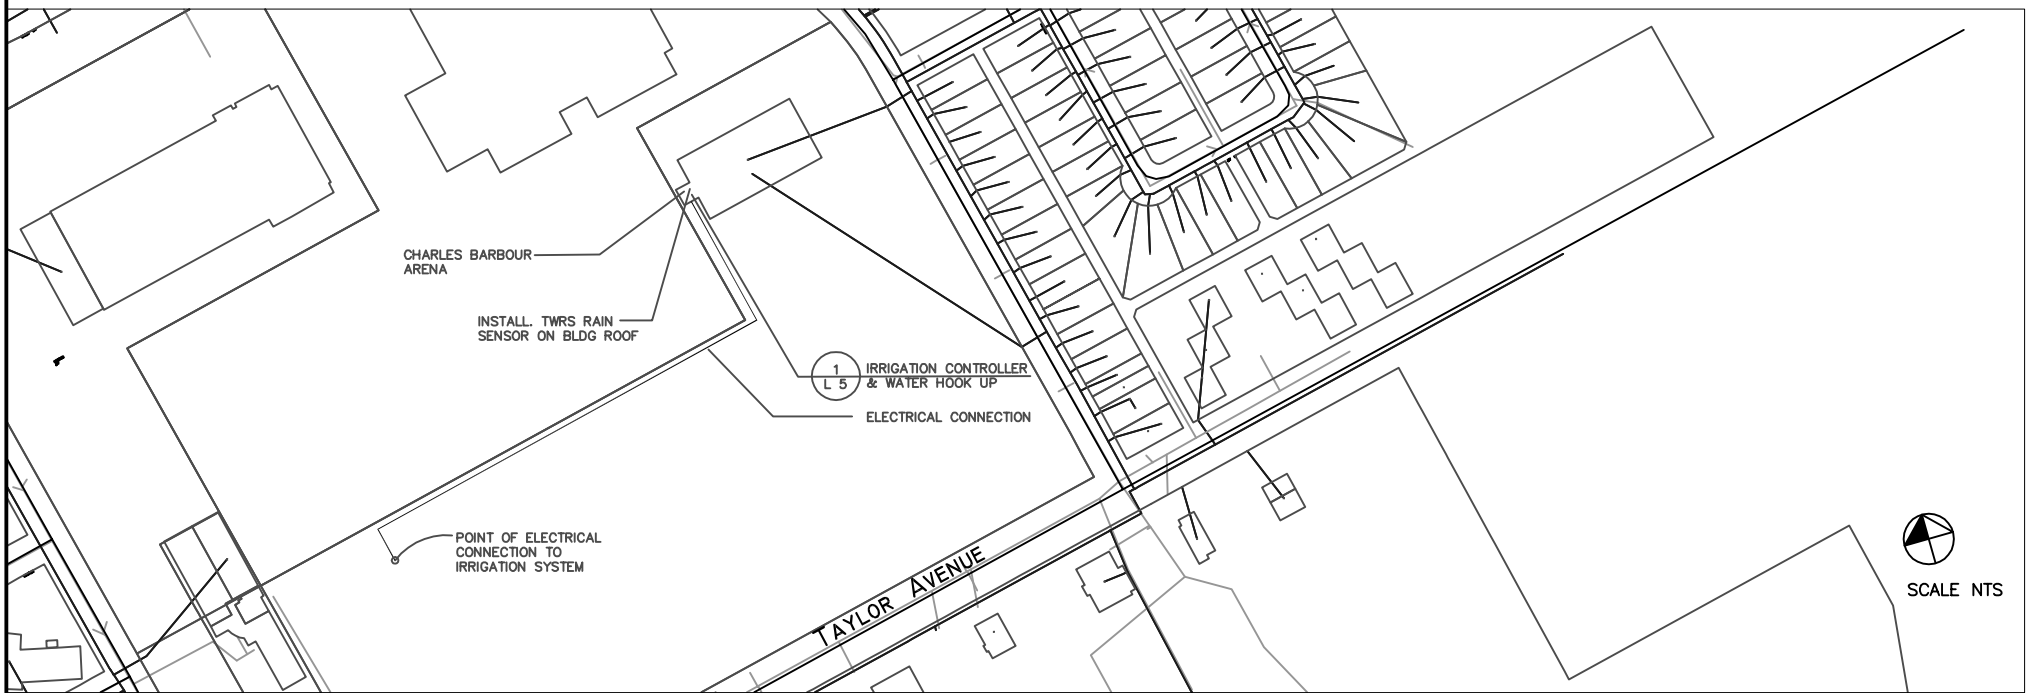 CHARLES BARBOUR
ARENA
INSTALL. TWRS RAIN
SENSOR ON BLDG ROOF
1
L 5
IRRIGATION CONTROLLER
& WATER HOOK UP
ELECTRICAL CONNECTION
POINT OF ELECTRICAL
CONNECTION TO
IRRIGATION SYSTEM
TAYLOR AVENUE
SCALE NTS